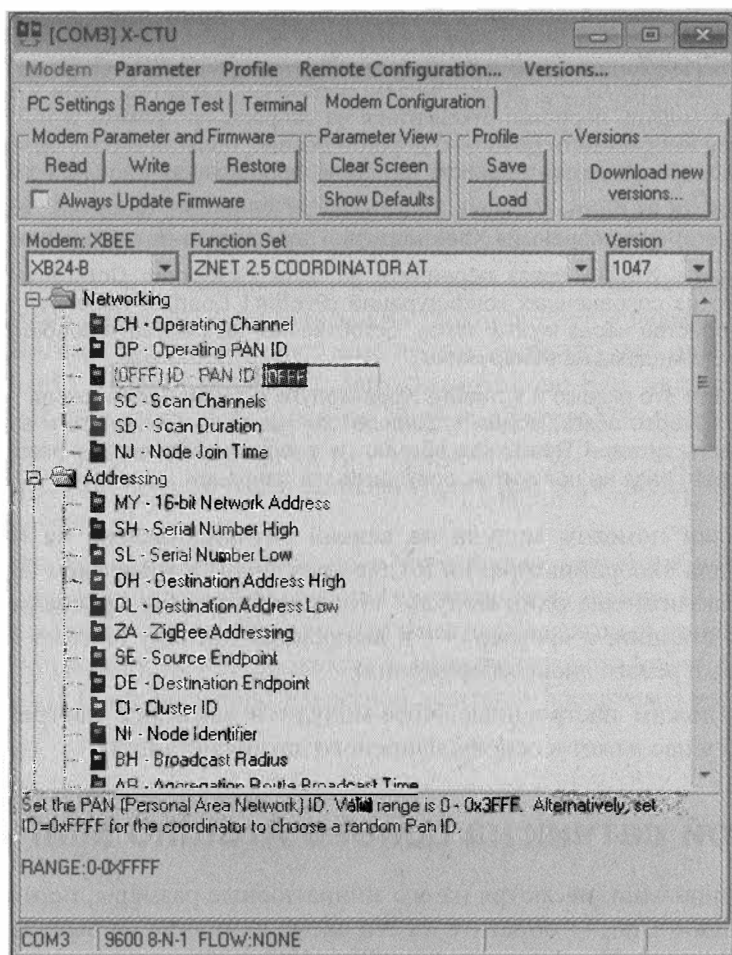 [COM3] X-CTU
Modem Parameter Profile Remote Configuration... Versions...
PC Settings Range Test Terminal Modem Configuration
Modem Parameter and Firmware Parameter View Profile Versions
Read Write Restore Clear Screen Save Download new versions...
Always Update Firmware Show Defaults Load
Modem: XBEE Function Set Version
XB24-B ZNET 2.5 COORDINATOR AT 1047
Networking
CH - Operating Channel
OP - Operating PAN ID
(0FFF) ID - PAN ID 0FFF
SC - Scan Channels
SD - Scan Duration
NJ - Node Join Time
Addressing
MY - 16-bit Network Address
SH - Serial Number High
SL - Serial Number Low
DH - Destination Address High
DL - Destination Address Low
ZA - ZigBee Addressing
SE - Source Endpoint
DE - Destination Endpoint
CI - Cluster ID
NI - Node Identifier
BH - Broadcast Radius
AR - Aggregation Route Broadcast Time
Set the PAN (Personal Area Network) ID. Valid range is 0 - 0x3FFF. Alternatively, set
ID=0xFFFF for the coordinator to choose a random Pan ID.
RANGE:0-0XFFFF
COM3 9600 8-N-1 FLOW:NONE